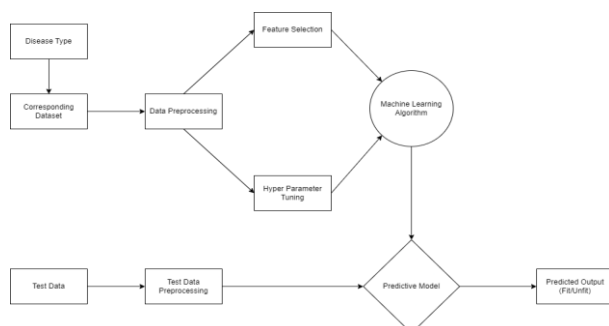 Disease Type
Feature Selection
Corresponding
Dataset
Data Preprocessing
Machine Learning
Algorithm
Hyper Parameter
Tuning
Test Data
Test Data
Preprocessing
Predictive Model
Predicted Output
(Fit/Unfit)